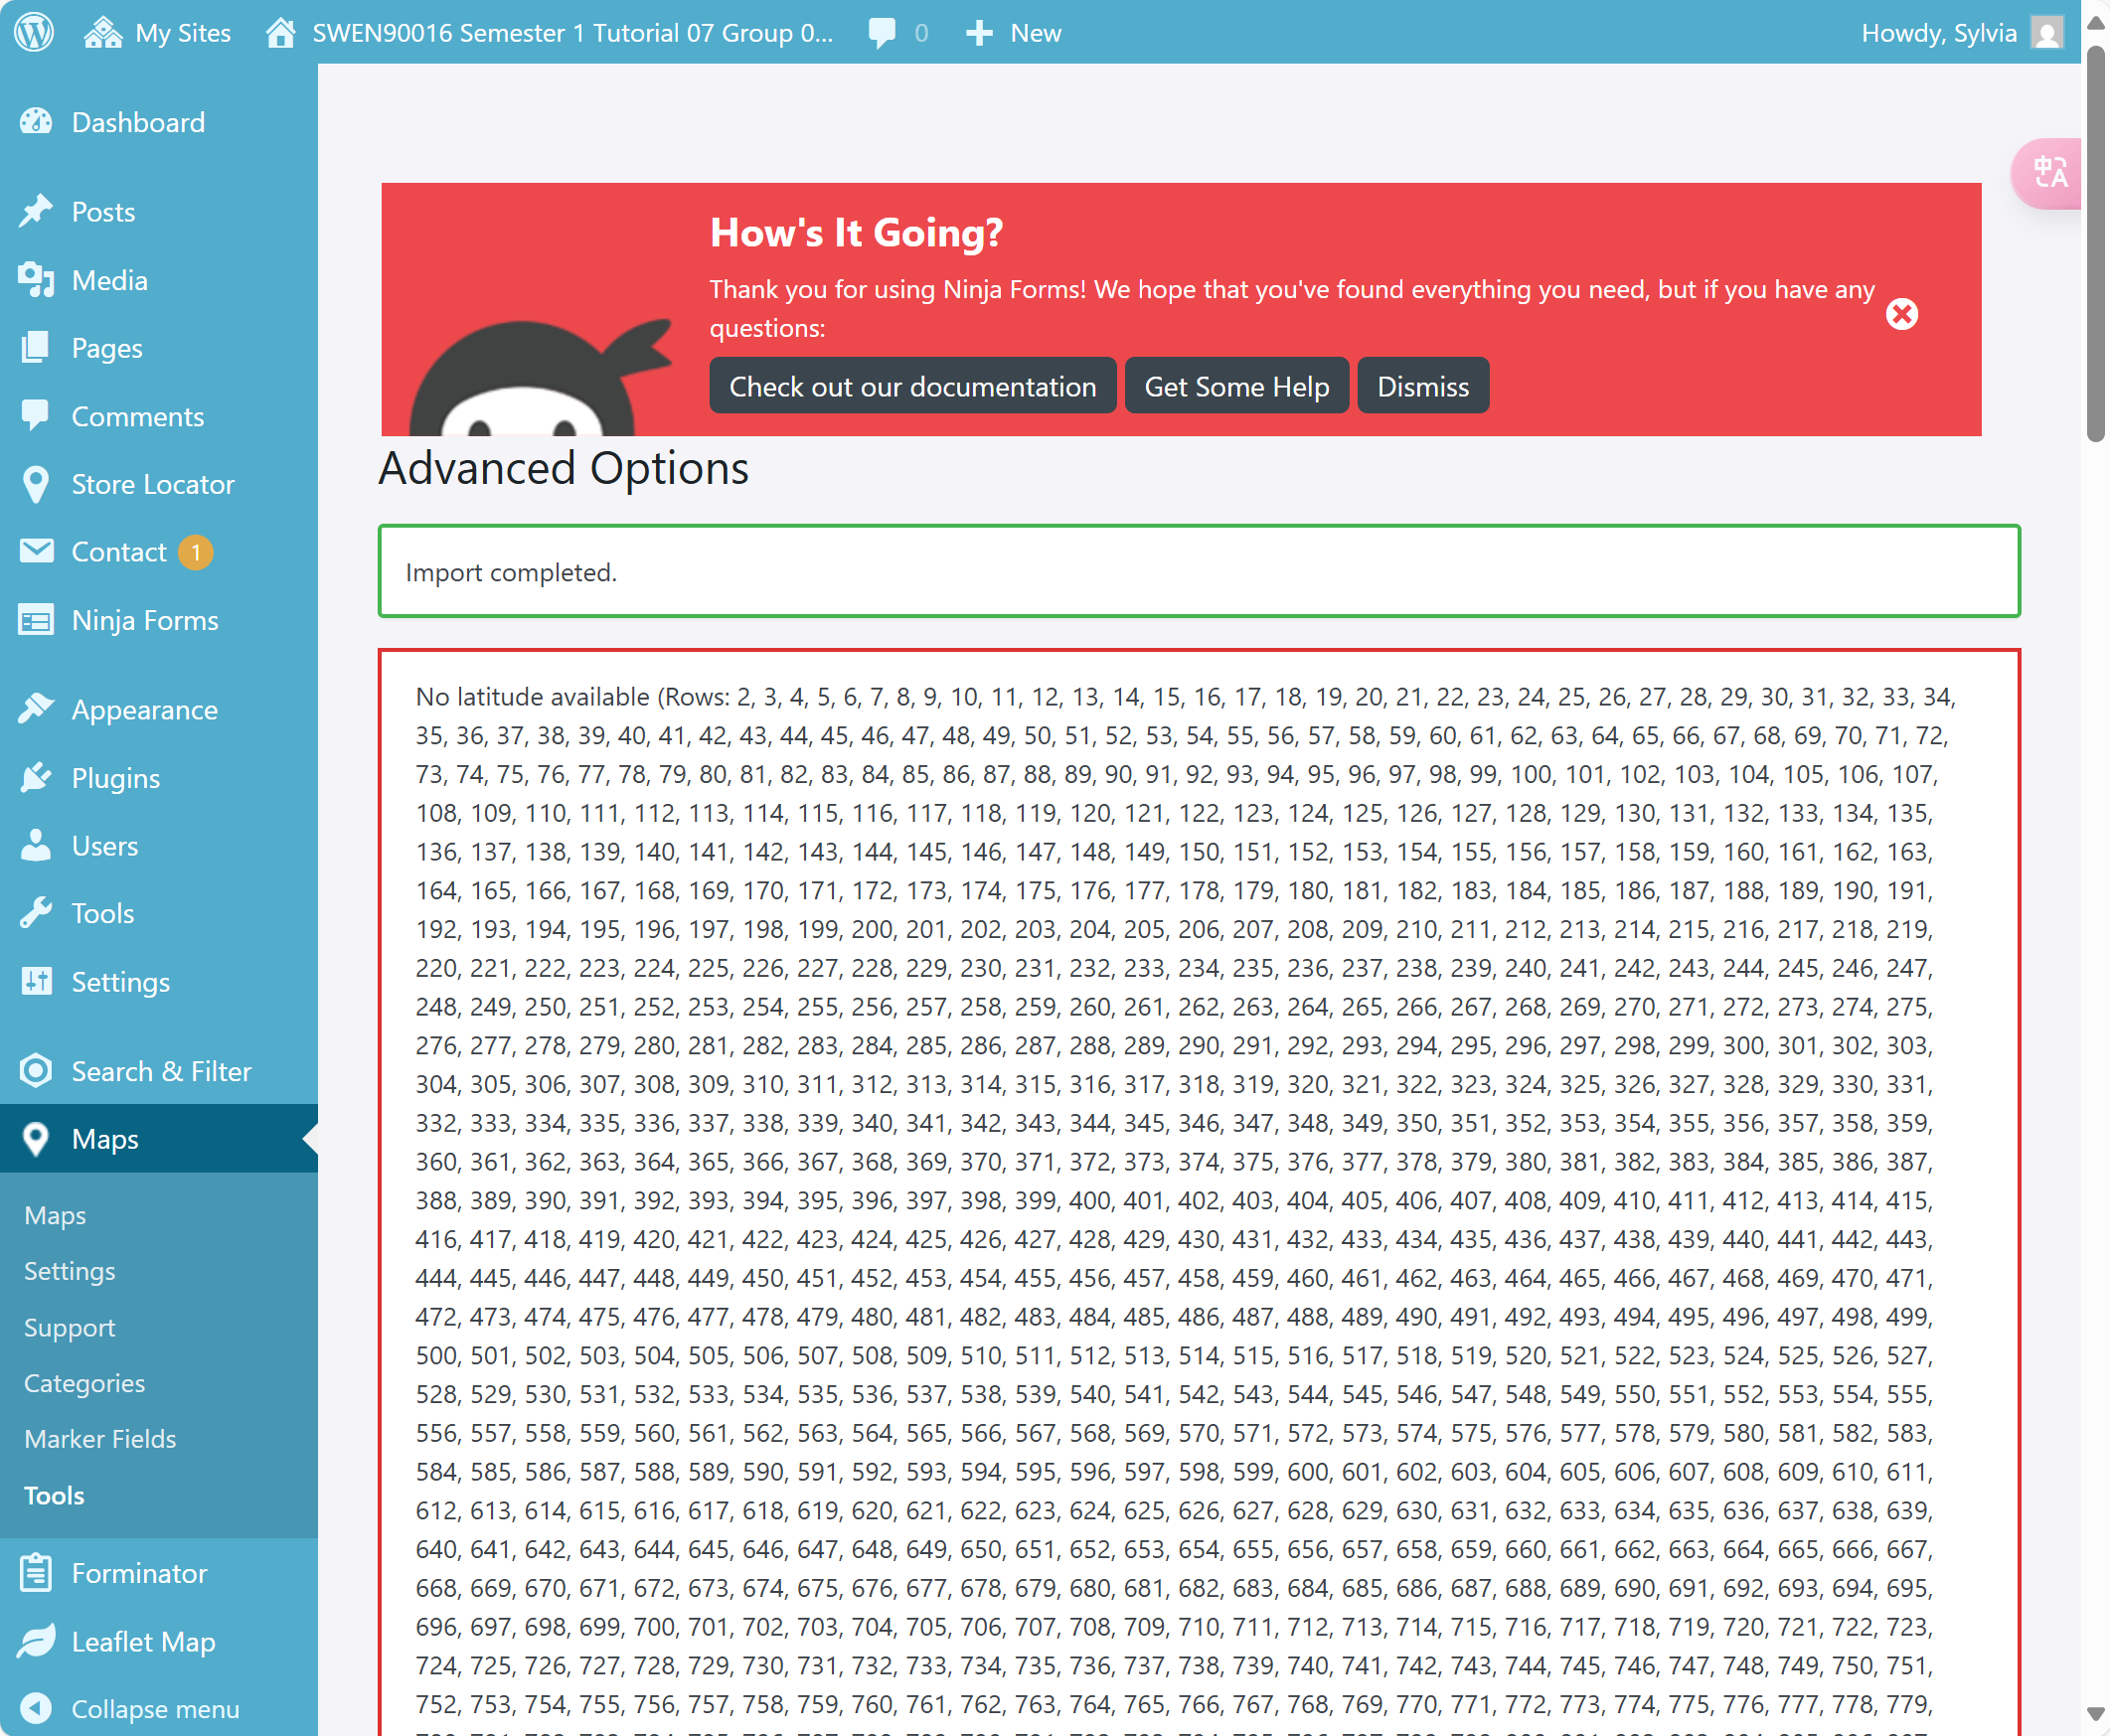 My Sites
SWEN90016 Semester 1 Tutorial 07 Group 0...
0
New
Howdy, Sylvia
Dashboard
Posts
Media
Pages
Comments
Store Locator
Contact 1
Ninja Forms
Appearance
Plugins
Users
Tools
Settings
Search & Filter
Maps
Maps
Settings
Support
Categories
Marker Fields
Tools
Forminator
Leaflet Map
Collapse menu
中A
How's It Going?
Thank you for using Ninja Forms! We hope that you've found everything you need, but if you have any
questions:
Check out our documentation
Get Some Help
Dismiss
Advanced Options
Import completed.
No latitude available (Rows: 2, 3, 4, 5, 6, 7, 8, 9, 10, 11, 12, 13, 14, 15, 16, 17, 18, 19, 20, 21, 22, 23, 24, 25, 26, 27, 28, 29, 30, 31, 32, 33, 34,
35, 36, 37, 38, 39, 40, 41, 42, 43, 44, 45, 46, 47, 48, 49, 50, 51, 52, 53, 54, 55, 56, 57, 58, 59, 60, 61, 62, 63, 64, 65, 66, 67, 68, 69, 70, 71, 72,
73, 74, 75, 76, 77, 78, 79, 80, 81, 82, 83, 84, 85, 86, 87, 88, 89, 90, 91, 92, 93, 94, 95, 96, 97, 98, 99, 100, 101, 102, 103, 104, 105, 106, 107,
108, 109, 110, 111, 112, 113, 114, 115, 116, 117, 118, 119, 120, 121, 122, 123, 124, 125, 126, 127, 128, 129, 130, 131, 132, 133, 134, 135,
136, 137, 138, 139, 140, 141, 142, 143, 144, 145, 146, 147, 148, 149, 150, 151, 152, 153, 154, 155, 156, 157, 158, 159, 160, 161, 162, 163,
164, 165, 166, 167, 168, 169, 170, 171, 172, 173, 174, 175, 176, 177, 178, 179, 180, 181, 182, 183, 184, 185, 186, 187, 188, 189, 190, 191,
192, 193, 194, 195, 196, 197, 198, 199, 200, 201, 202, 203, 204, 205, 206, 207, 208, 209, 210, 211, 212, 213, 214, 215, 216, 217, 218, 219,
220, 221, 222, 223, 224, 225, 226, 227, 228, 229, 230, 231, 232, 233, 234, 235, 236, 237, 238, 239, 240, 241, 242, 243, 244, 245, 246, 247,
248, 249, 250, 251, 252, 253, 254, 255, 256, 257, 258, 259, 260, 261, 262, 263, 264, 265, 266, 267, 268, 269, 270, 271, 272, 273, 274, 275,
276, 277, 278, 279, 280, 281, 282, 283, 284, 285, 286, 287, 288, 289, 290, 291, 292, 293, 294, 295, 296, 297, 298, 299, 300, 301, 302, 303,
304, 305, 306, 307, 308, 309, 310, 311, 312, 313, 314, 315, 316, 317, 318, 319, 320, 321, 322, 323, 324, 325, 326, 327, 328, 329, 330, 331,
332, 333, 334, 335, 336, 337, 338, 339, 340, 341, 342, 343, 344, 345, 346, 347, 348, 349, 350, 351, 352, 353, 354, 355, 356, 357, 358, 359,
360, 361, 362, 363, 364, 365, 366, 367, 368, 369, 370, 371, 372, 373, 374, 375, 376, 377, 378, 379, 380, 381, 382, 383, 384, 385, 386, 387,
388, 389, 390, 391, 392, 393, 394, 395, 396, 397, 398, 399, 400, 401, 402, 403, 404, 405, 406, 407, 408, 409, 410, 411, 412, 413, 414, 415,
416, 417, 418, 419, 420, 421, 422, 423, 424, 425, 426, 427, 428, 429, 430, 431, 432, 433, 434, 435, 436, 437, 438, 439, 440, 441, 442, 443,
444, 445, 446, 447, 448, 449, 450, 451, 452, 453, 454, 455, 456, 457, 458, 459, 460, 461, 462, 463, 464, 465, 466, 467, 468, 469, 470, 471,
472, 473, 474, 475, 476, 477, 478, 479, 480, 481, 482, 483, 484, 485, 486, 487, 488, 489, 490, 491, 492, 493, 494, 495, 496, 497, 498, 499,
500, 501, 502, 503, 504, 505, 506, 507, 508, 509, 510, 511, 512, 513, 514, 515, 516, 517, 518, 519, 520, 521, 522, 523, 524, 525, 526, 527,
528, 529, 530, 531, 532, 533, 534, 535, 536, 537, 538, 539, 540, 541, 542, 543, 544, 545, 546, 547, 548, 549, 550, 551, 552, 553, 554, 555,
556, 557, 558, 559, 560, 561, 562, 563, 564, 565, 566, 567, 568, 569, 570, 571, 572, 573, 574, 575, 576, 577, 578, 579, 580, 581, 582, 583,
584, 585, 586, 587, 588, 589, 590, 591, 592, 593, 594, 595, 596, 597, 598, 599, 600, 601, 602, 603, 604, 605, 606, 607, 608, 609, 610, 611,
612, 613, 614, 615, 616, 617, 618, 619, 620, 621, 622, 623, 624, 625, 626, 627, 628, 629, 630, 631, 632, 633, 634, 635, 636, 637, 638, 639,
640, 641, 642, 643, 644, 645, 646, 647, 648, 649, 650, 651, 652, 653, 654, 655, 656, 657, 658, 659, 660, 661, 662, 663, 664, 665, 666, 667,
668, 669, 670, 671, 672, 673, 674, 675, 676, 677, 678, 679, 680, 681, 682, 683, 684, 685, 686, 687, 688, 689, 690, 691, 692, 693, 694, 695,
696, 697, 698, 699, 700, 701, 702, 703, 704, 705, 706, 707, 708, 709, 710, 711, 712, 713, 714, 715, 716, 717, 718, 719, 720, 721, 722, 723,
724, 725, 726, 727, 728, 729, 730, 731, 732, 733, 734, 735, 736, 737, 738, 739, 740, 741, 742, 743, 744, 745, 746, 747, 748, 749, 750, 751,
752, 753, 754, 755, 756, 757, 758, 759, 760, 761, 762, 763, 764, 765, 766, 767, 768, 769, 770, 771, 772, 773, 774, 775, 776, 777, 778, 779,